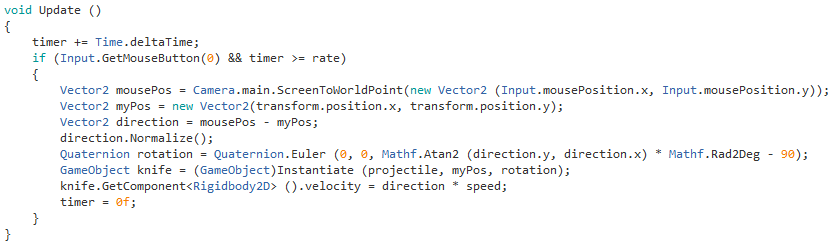 void Update ()
{
    timer += Time.deltaTime;
    if (Input.GetMouseButton(0) && timer >= rate)
    {
        Vector2 mousePos = Camera.main.ScreenToWorldPoint(new Vector2 (Input.mousePosition.x, Input.mousePosition.y));
        Vector2 myPos = new Vector2(transform.position.x, transform.position.y);
        Vector2 direction = mousePos - myPos;
        direction.Normalize();
        Quaternion rotation = Quaternion.Euler (0, 0, Mathf.Atan2 (direction.y, direction.x) * Mathf.Rad2Deg - 90);
        GameObject knife = (GameObject)Instantiate (projectile, myPos, rotation);
        knife.GetComponent<Rigidbody2D> ().velocity = direction * speed;
        timer = 0f;
    }
}